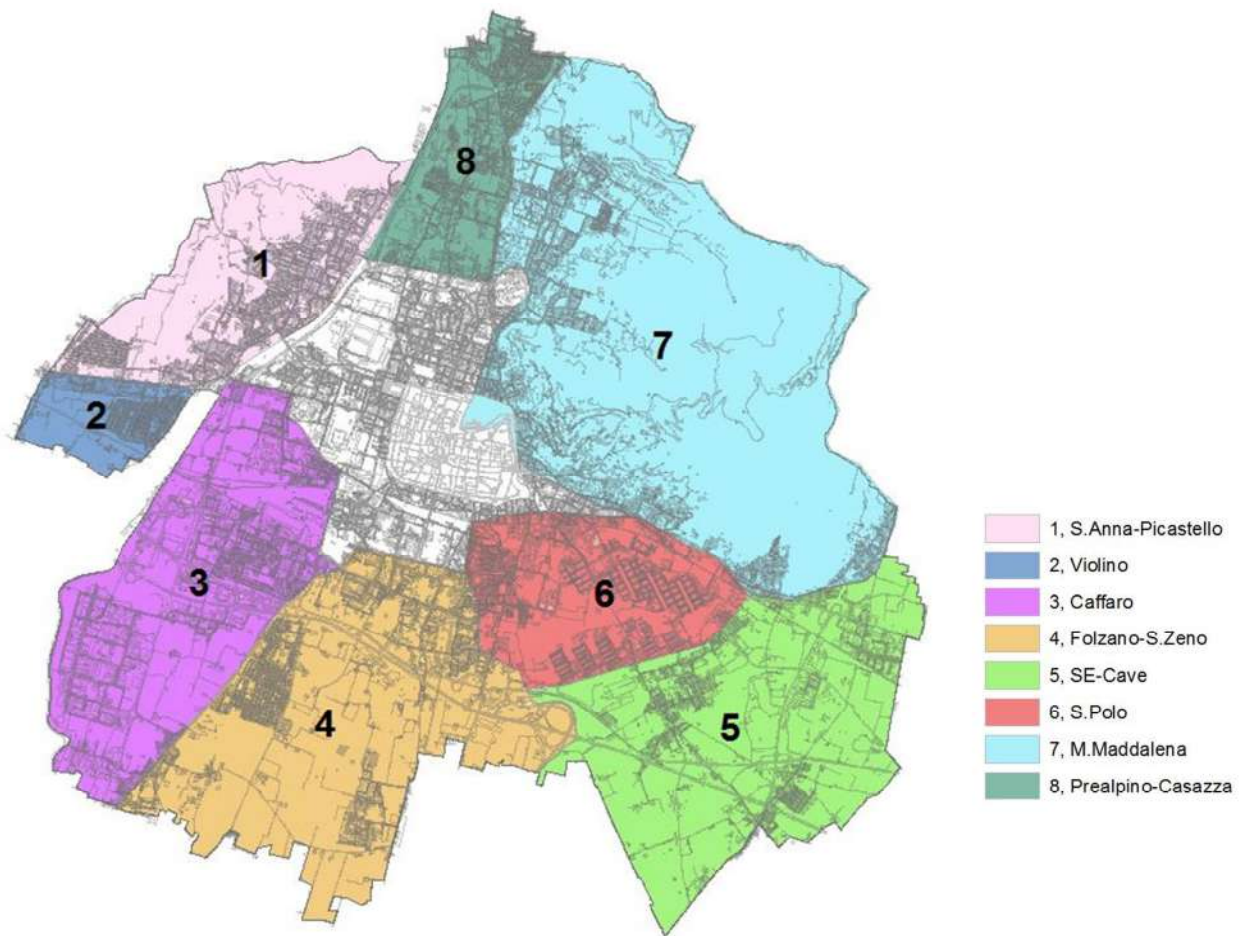 8
1
7
2
3
6
4
5
1, S.Anna-Picastello
2, Violino
3, Caffaro
4, Folzano-S.Zeno
5, SE-Cave
6, S.Polo
7, M.Maddalena
8, Prealpino-Casazza